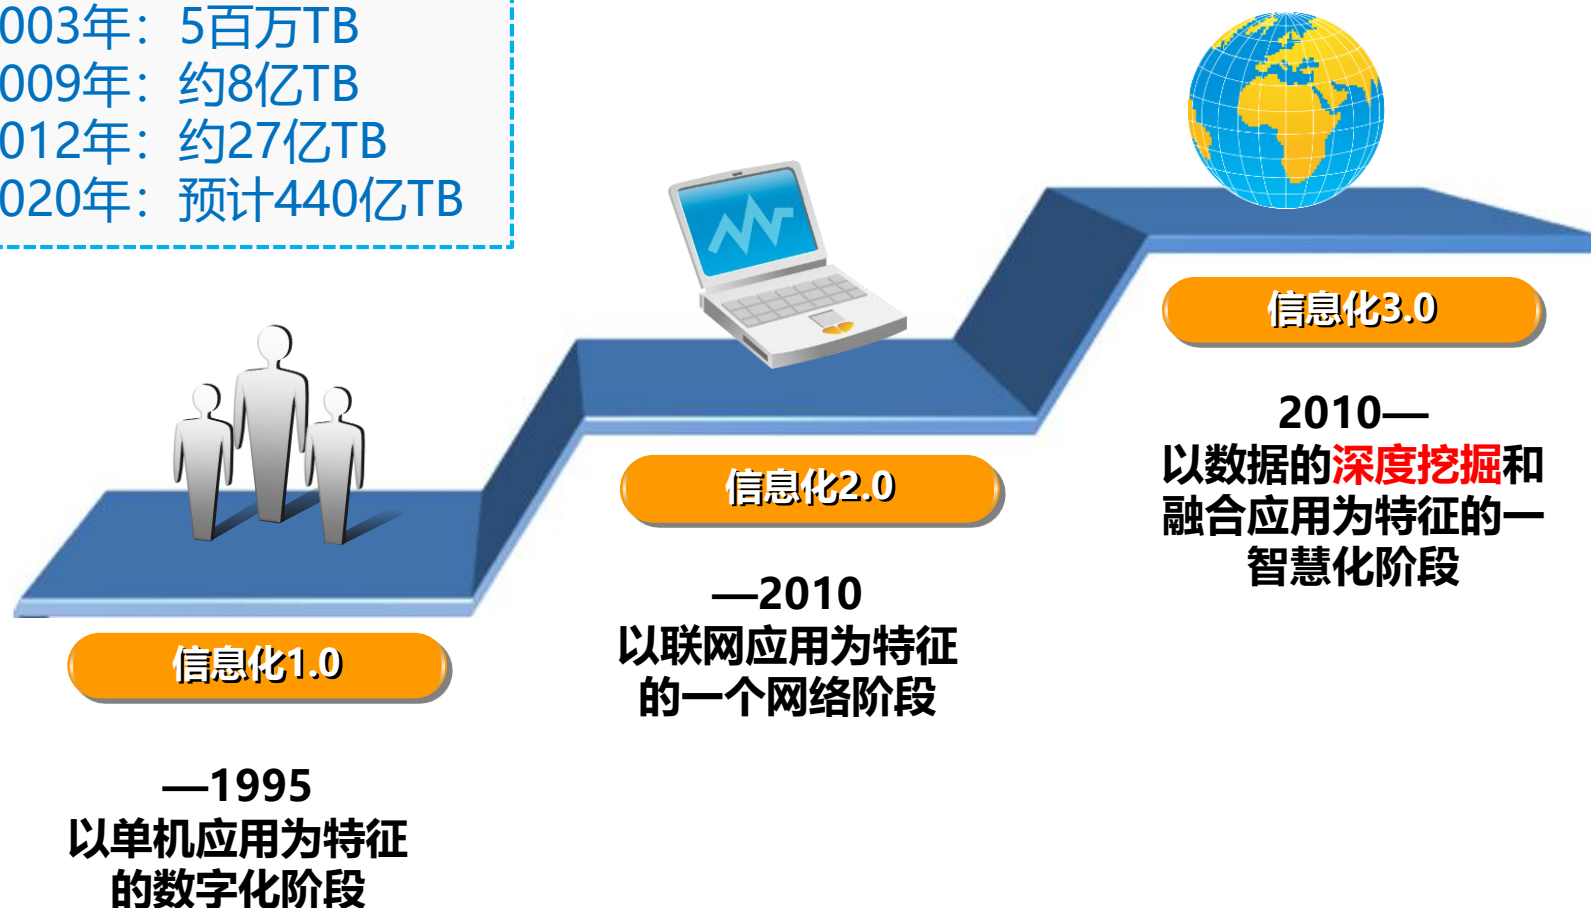 003年：5百万TB
009年：约8亿TB
012年：约27亿TB
020年：预计440亿TB
信息化1.0
—1995
以单机应用为特征
的数字化阶段
信息化2.0
—2010
以联网应用为特征
的一个网络阶段
信息化3.0
2010—
以数据的深度挖掘和
融合应用为特征的一
智慧化阶段